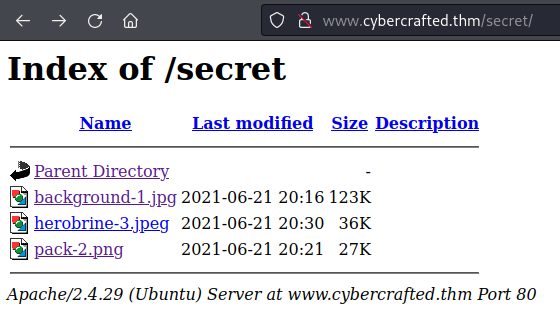 www.cybercrafted.thm/secret/
Index of /secret
Name Last modified Size Description
Parent Directory -
background-1.jpg 2021-06-21 20:16 123K
herobrine-3.jpeg 2021-06-21 20:30 36K
pack-2.png 2021-06-21 20:21 27K
Apache/2.4.29 (Ubuntu) Server at www.cybercrafted.thm Port 80